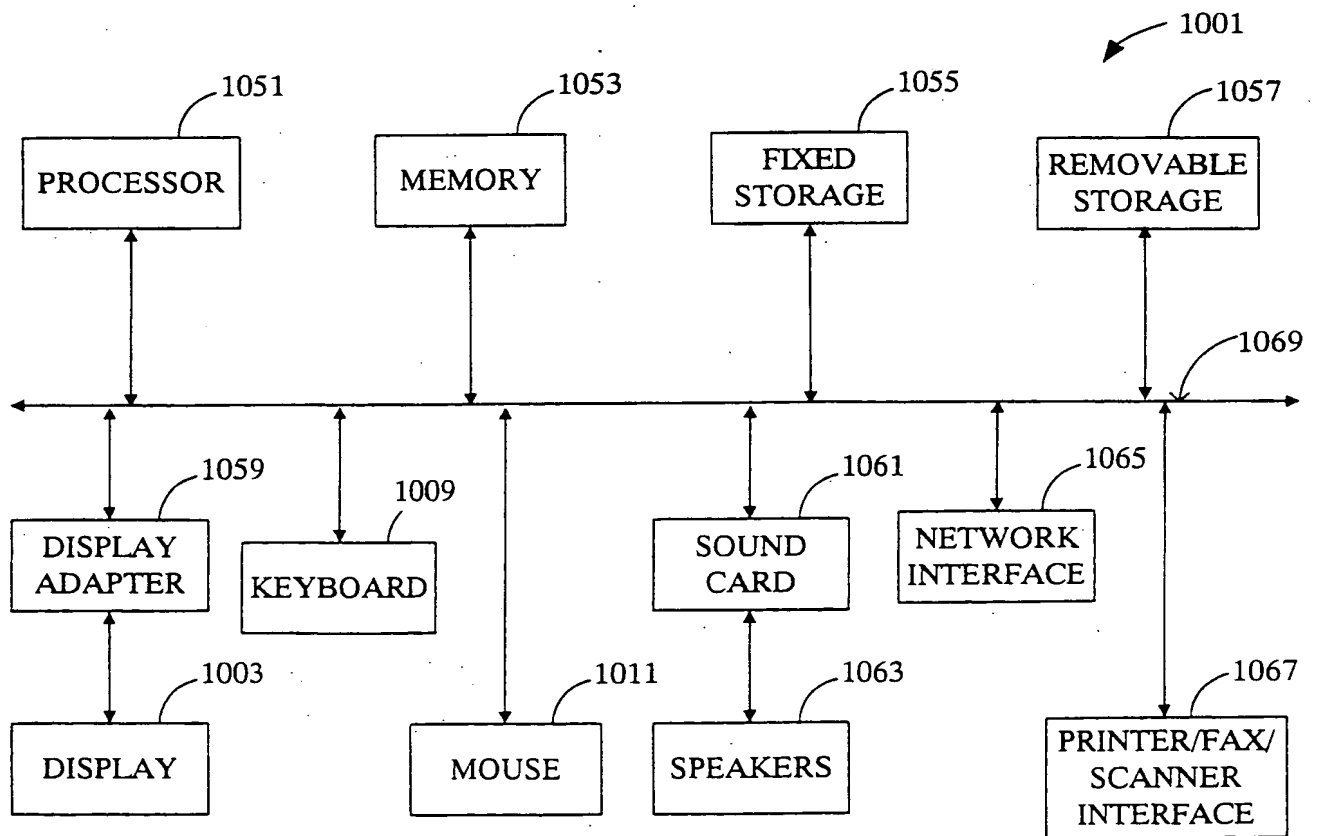 1001
1051
1053
1055
1057
PROCESSOR
MEMORY
FIXED
STORAGE
REMOVABLE
STORAGE
1069
1059
1009
1061
1065
DISPLAY
ADAPTER
KEYBOARD
SOUND
CARD
NETWORK
INTERFACE
1003
1011
1063
1067
DISPLAY
MOUSE
SPEAKERS
PRINTER/FAX/
SCANNER
INTERFACE